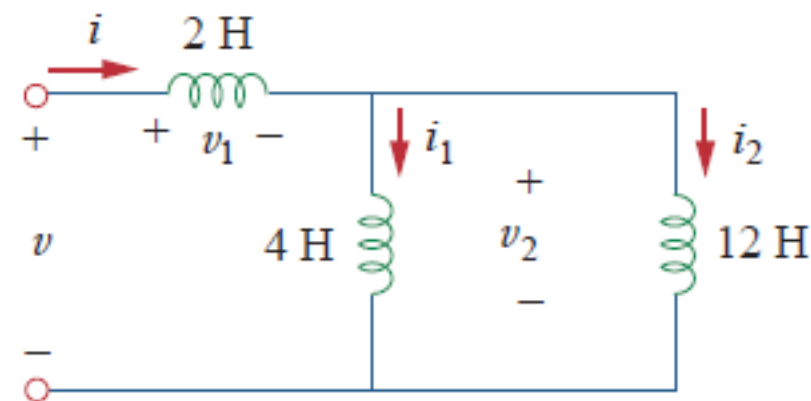 i
2 H
+
+ v₁ −
i₁
i₂
+
v
4 H
v₂
12 H
−
−